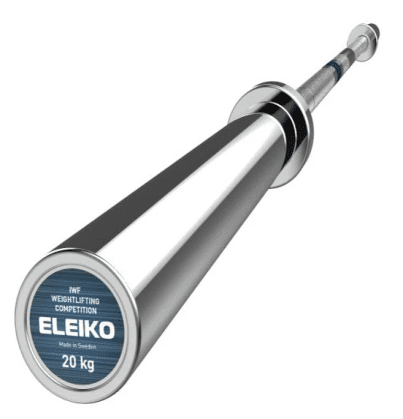 IWF
WEIGHTLIFTING
COMPETITION
ELEIKO
Made in Sweden
20 kg